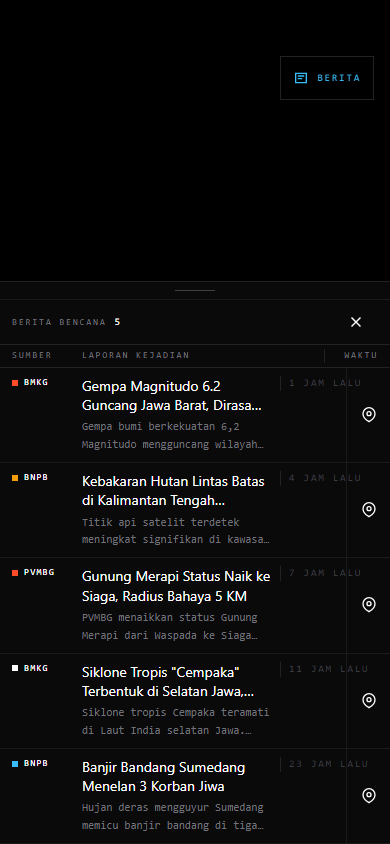 BERITA
BERITA BENCANA 5
SUMBER LAPORAN KEJADIAN WAKTU
BMKG
Gempa Magnitudo 6.2
Guncang Jawa Barat, Dirasa...
1 JAM LALU
Gempa bumi berkekuatan 6,2
Magnitudo mengguncang wilayah…
BNPB
Kebakaran Hutan Lintas Batas
di Kalimantan Tengah...
4 JAM LALU
Titik api satelit terdetek
meningkat signifikan di kawasa…
PVMBG
Gunung Merapi Status Naik ke
Siaga, Radius Bahaya 5 KM
7 JAM LALU
PVMBG menaikkan status Gunung
Merapi dari Waspada ke Siaga…
BMKG
Siklone Tropis "Cempaka"
Terbentuk di Selatan Jawa,...
11 JAM LALU
Siklone tropis Cempaka teramati
di Laut India selatan Jawa.…
BNPB
Banjir Bandang Sumedang
Menelan 3 Korban Jiwa
23 JAM LALU
Hujan deras mengguyur Sumedang
memicu banjir bandang di tiga…